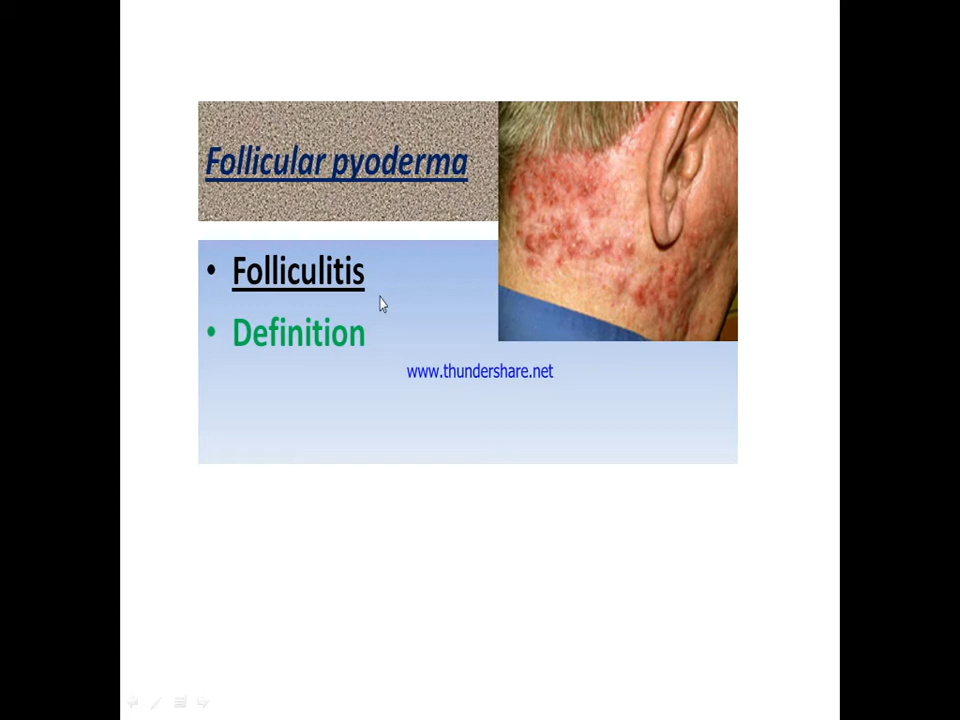 Follicular pyoderma
• Folliculitis
• Definition
www.thundershare.net